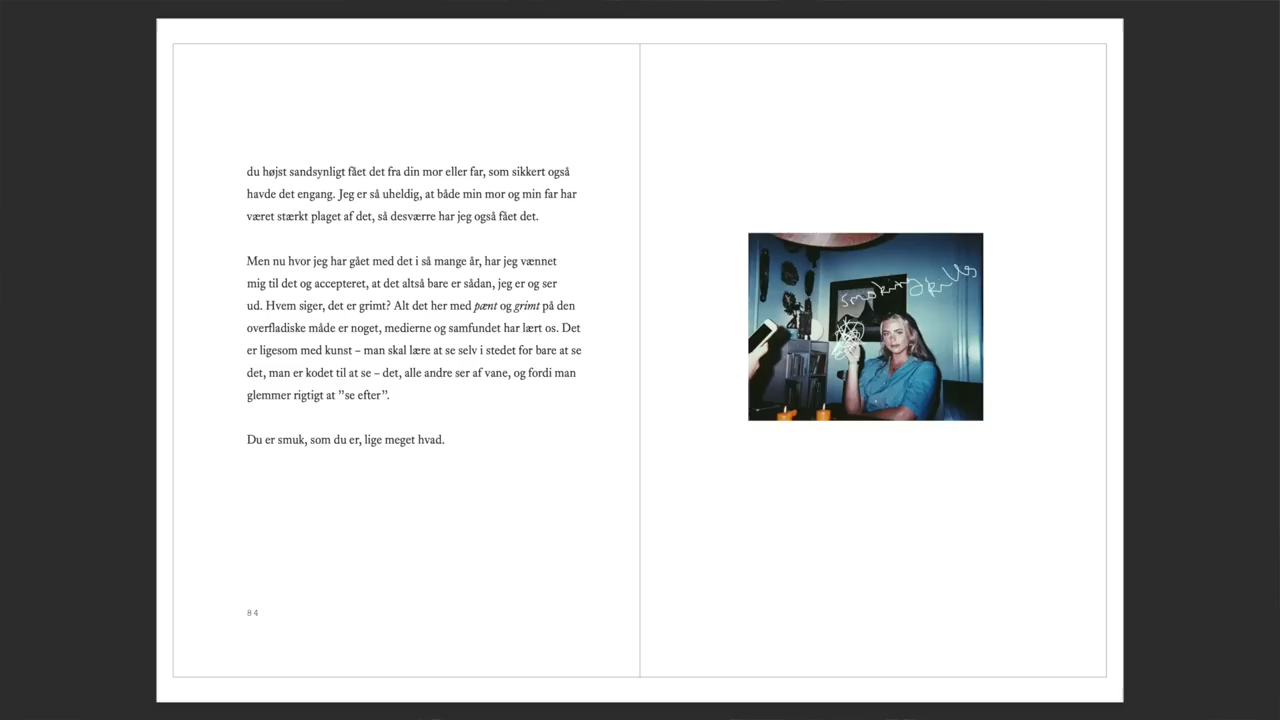 du højst sandsynligt fået det fra din mor eller far, som sikkert også
havde det engang. Jeg er så uheldig, at både min mor og min far har
været stærkt plaget af det, så desværre har jeg også fået det.
Men nu hvor jeg har gået med det i så mange år, har jeg vænnet
mig til det og accepteret, at det altså bare er sådan, jeg er og ser
ud. Hvem siger, det er grimt? Alt det her med pænt og grimt på den
overfladiske måde er noget, medierne og samfundet har lært os. Det
er ligesom med kunst – man skal lære at se selv i stedet for bare at se
det, man er kodet til at se – det, alle andre ser af vane, og fordi man
glemmer rigtigt at ”se efter”.
Du er smuk, som du er, lige meget hvad.
84
smoking kills